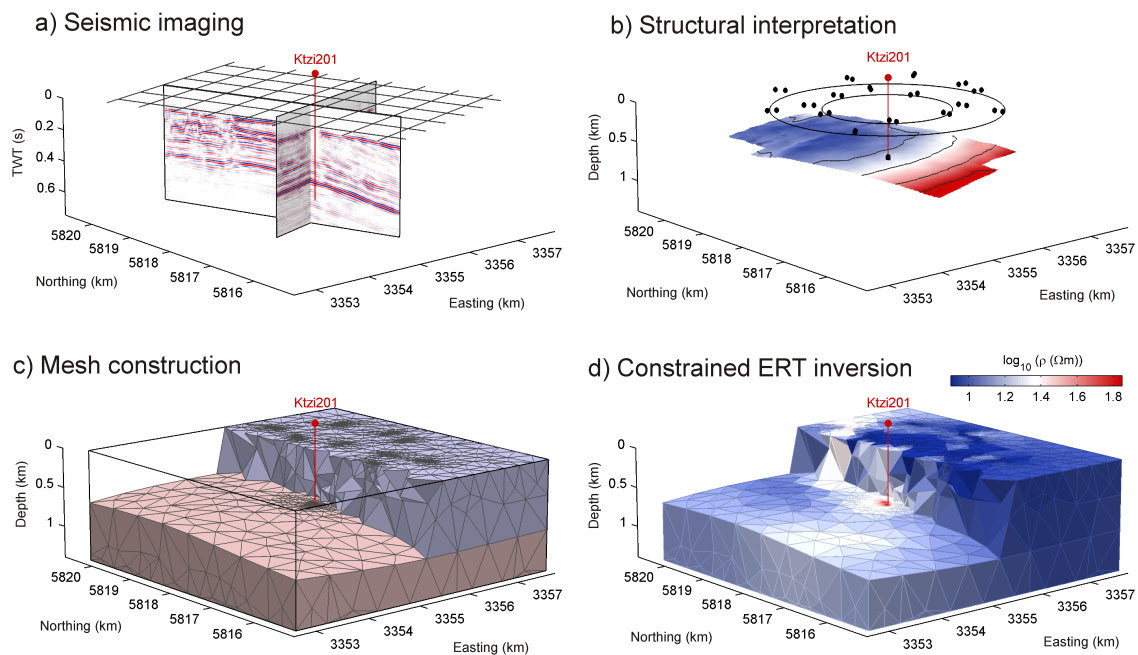 a) Seismic imaging
Ktzi201
0
0.2
0.4
0.6
TWT (s)
5820
5819
5818
5817
5816
Northing (km)
3353
3354
3355
3356
3357
Easting (km)
b) Structural interpretation
Ktzi201
0
0.5
1
Depth (km)
5820
5819
5818
5817
5816
Northing (km)
3353
3354
3355
3356
3357
Easting (km)
c) Mesh construction
Ktzi201
0
0.5
1
Depth (km)
5820
5819
5818
5817
5816
Northing (km)
3353
3354
3355
3356
3357
Easting (km)
d) Constrained ERT inversion
log10 (ρ (Ωm))
1 1.2 1.4 1.6 1.8
Ktzi201
0
0.5
1
Depth (km)
5820
5819
5818
5817
5816
Northing (km)
3353
3354
3355
3356
3357
Easting (km)